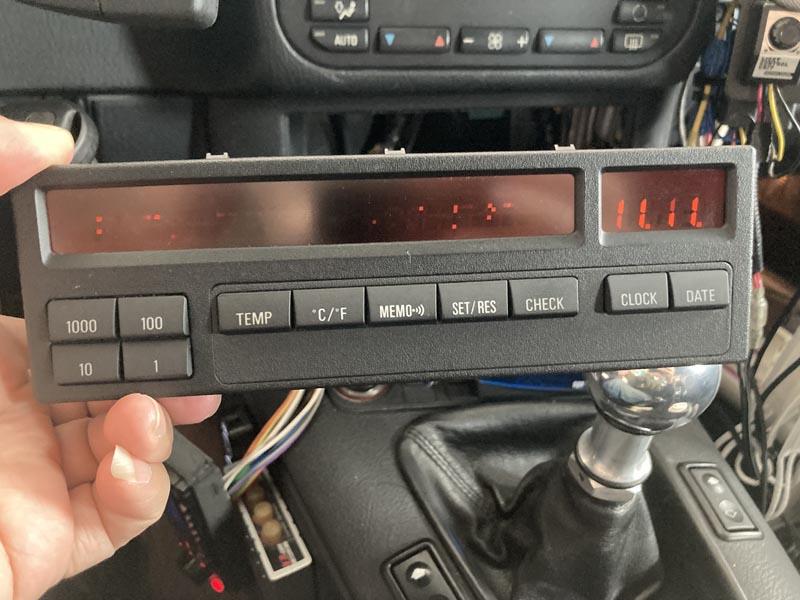 AUTO
11.11.
TEMP °C/°F MEMO SET/RES CHECK CLOCK DATE
1000 100
10 1